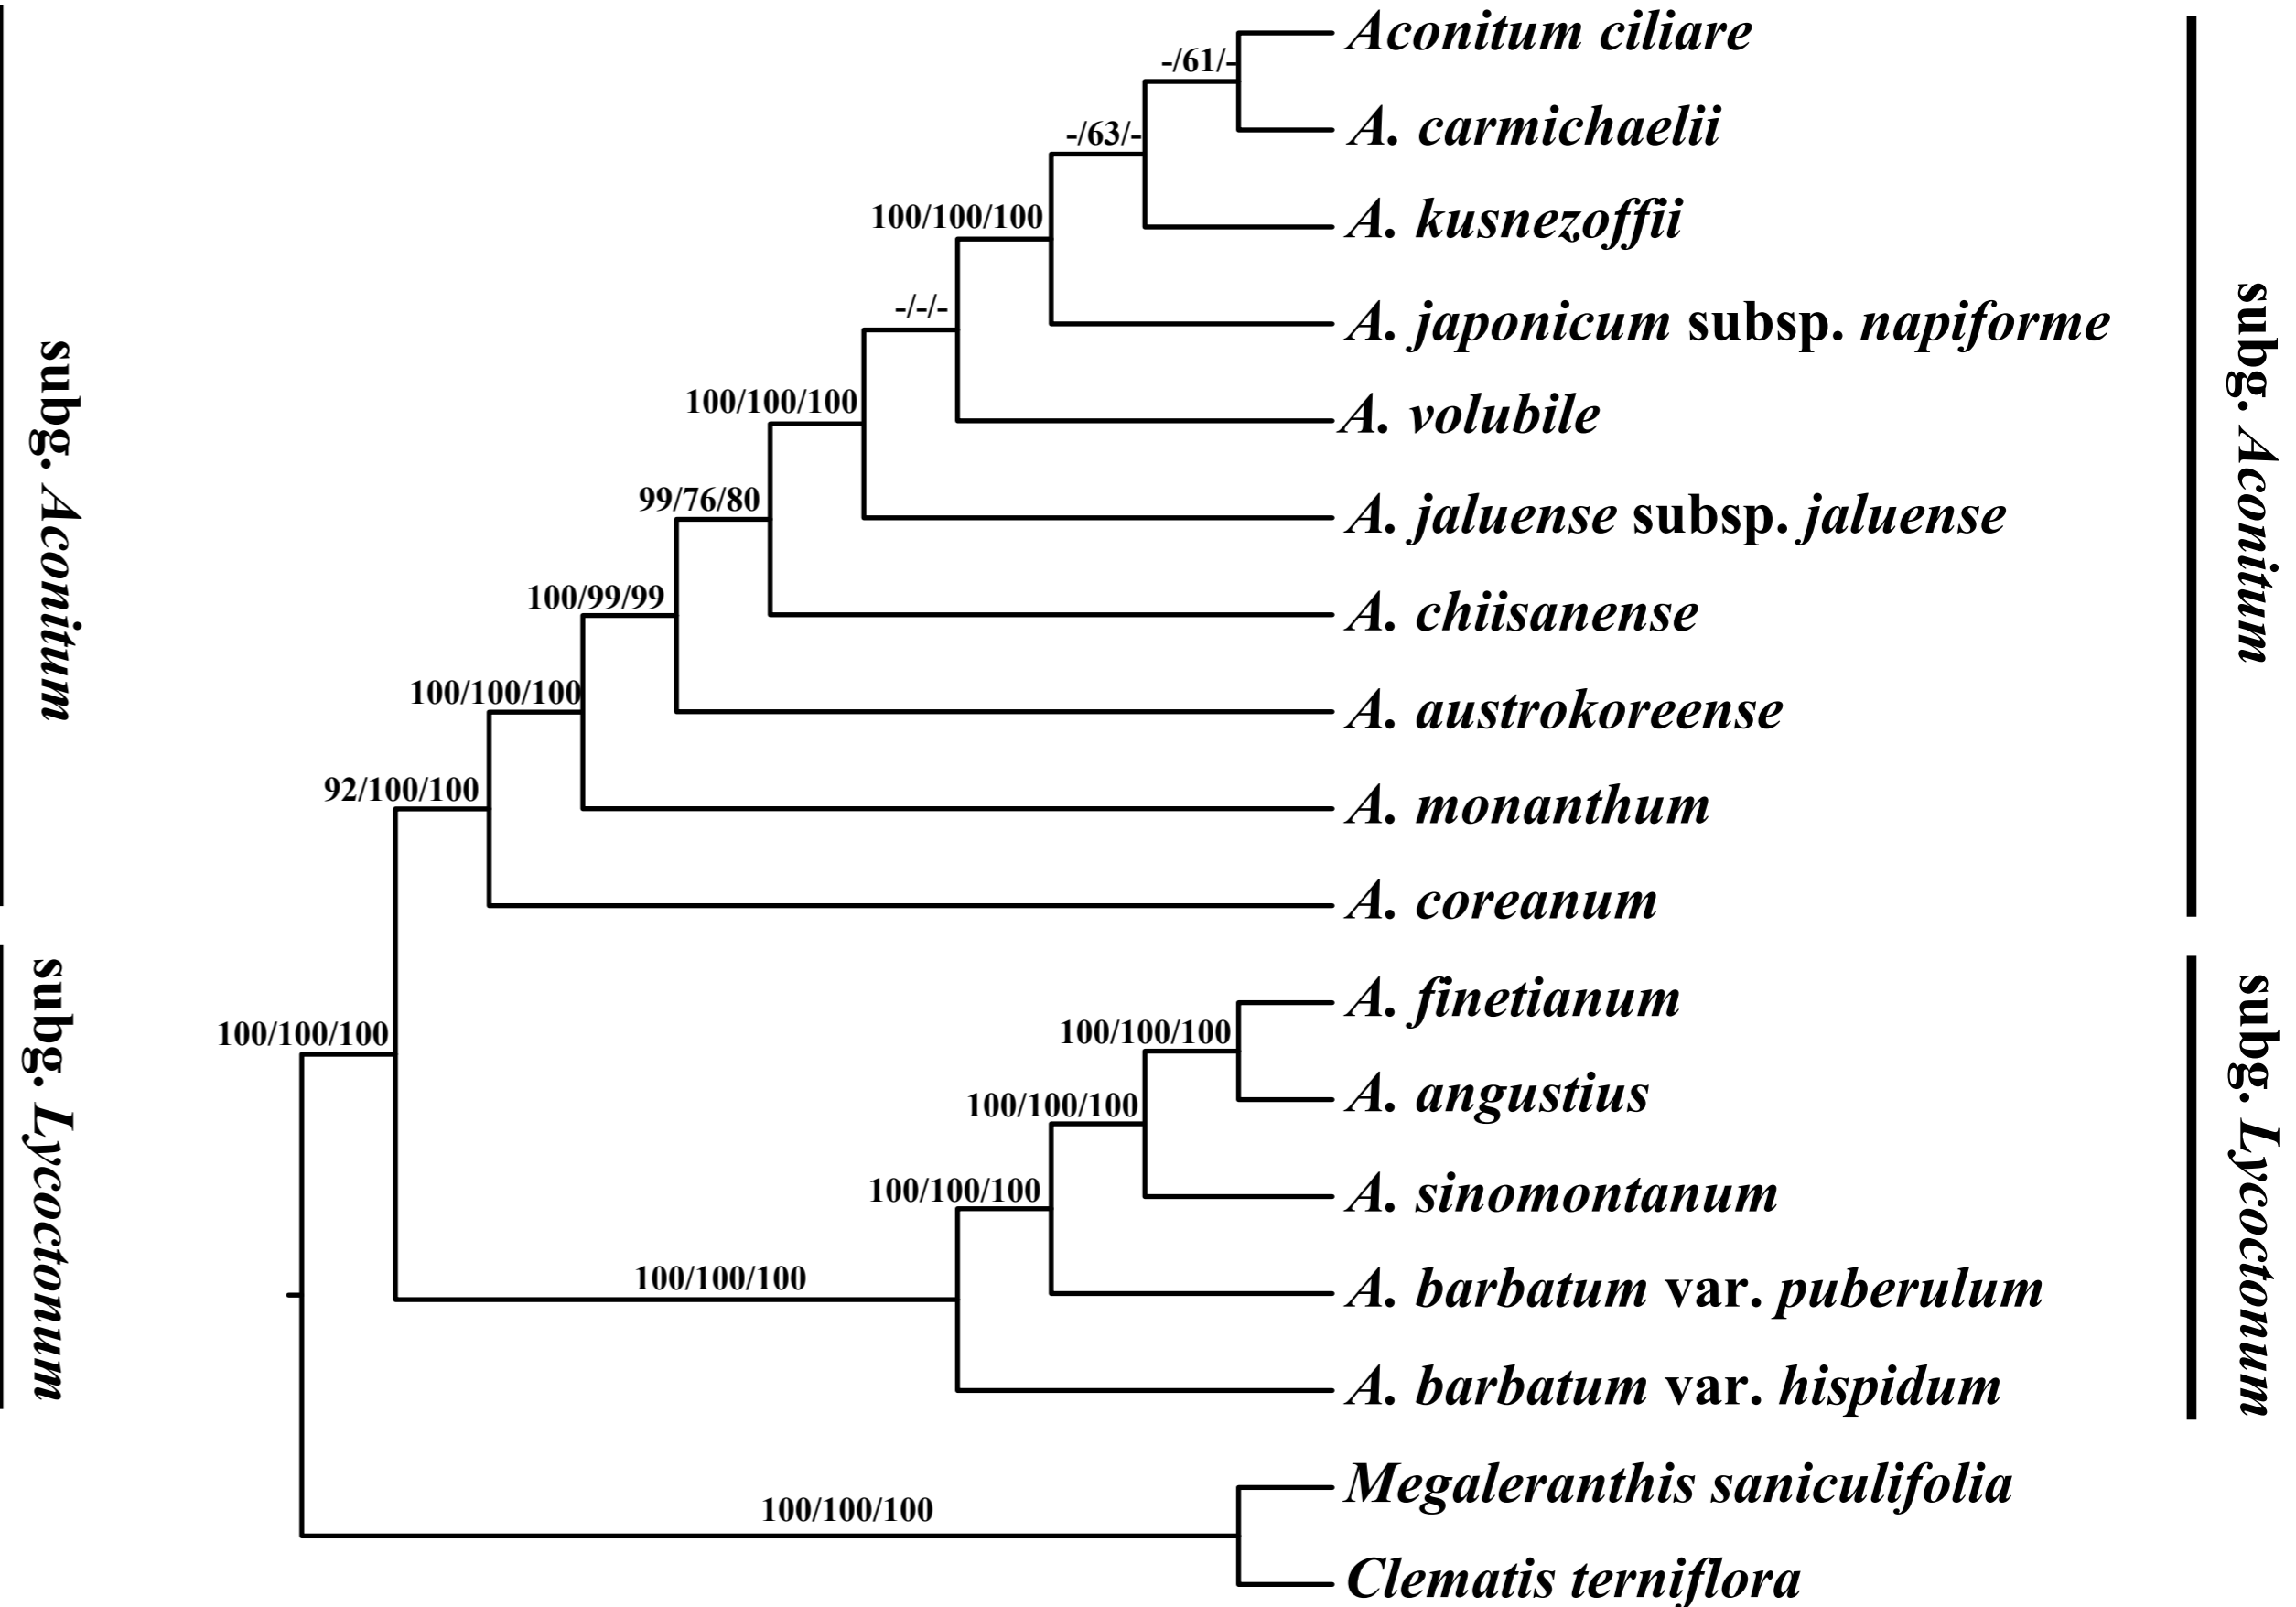 Aconitum ciliare
-/61/-
A. carmichaelii
-/63/-
A. kusnezoffii
100/100/100
A. japonicum subsp. napiforme
-/-/-
A. volubile
100/100/100
A. jaluense subsp. jaluense
99/76/80
A. chiisanense
100/99/99
A. austrokoreense
100/100/100
A. monanthum
92/100/100
A. coreanum
subg. Aconitum
subg. Aconitum
A. finetianum
100/100/100
100/100/100
A. angustius
100/100/100
A. sinomontanum
100/100/100
100/100/100
A. barbatum var. puberulum
A. barbatum var. hispidum
subg. Lycoctonum
subg. Lycoctonum
Megaleranthis saniculifolia
100/100/100
Clematis terniflora